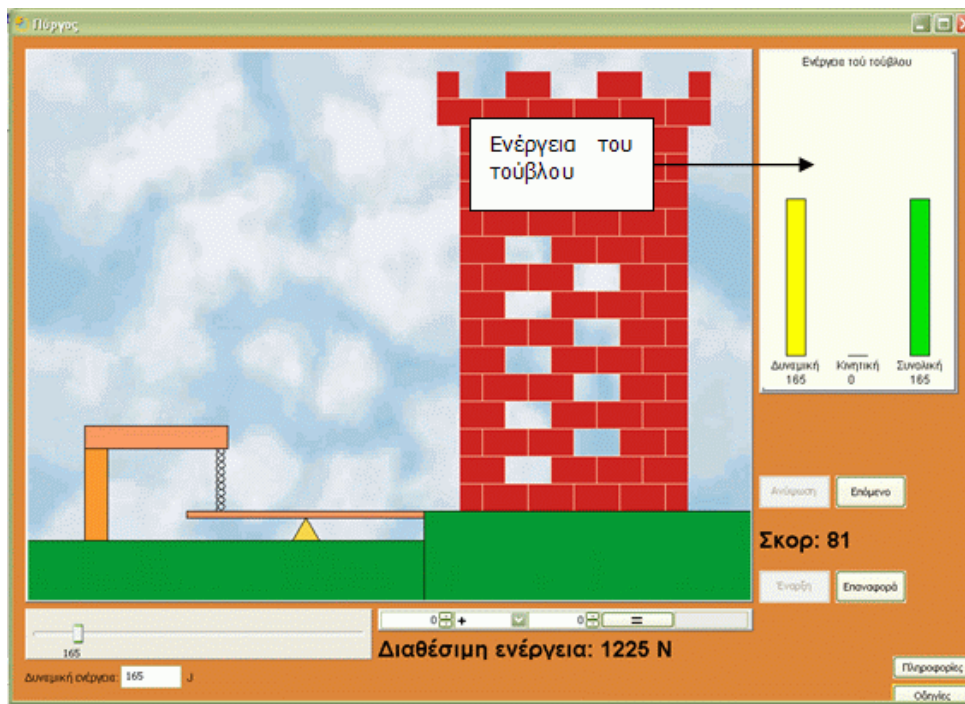 Πύργος
Ενέργεια τού τούβλου
Ενέργεια του
τούβλου
Δυναμική Κινητική Συνολική
165 0 165
Ανύψωση Επόμενο
Σκορ: 81
Έναρξη Επαναφορά
0 + 0 =
165
Διαθέσιμη ενέργεια: 1225 N
Δυναμική ενέργεια: 165 J
Πληροφορίες
Οδηγίες